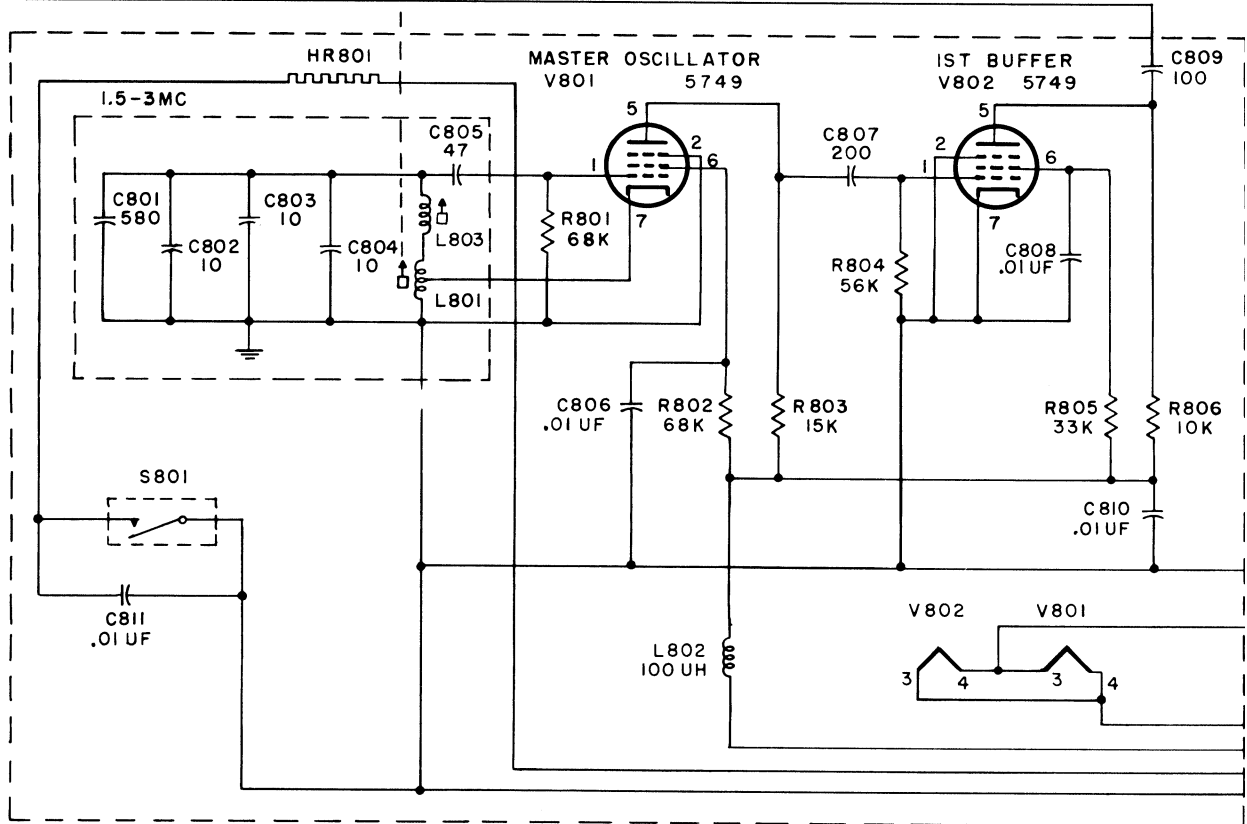 HR801
MASTER OSCILLATOR
V801 5749
1ST BUFFER
V802 5749
C809
100
1.5-3MC
C805
47
5
2
6
1
7
C807
200
5
2
1
6
7
C801
580
C802
10
C803
10
C804
10
L803
L801
R801
68K
R804
56K
C808
.01UF
C806
.01UF
R802
68K
R803
15K
R805
33K
R806
10K
S801
C810
.01UF
C811
.01UF
L802
100UH
V802
V801
3
4
3
4